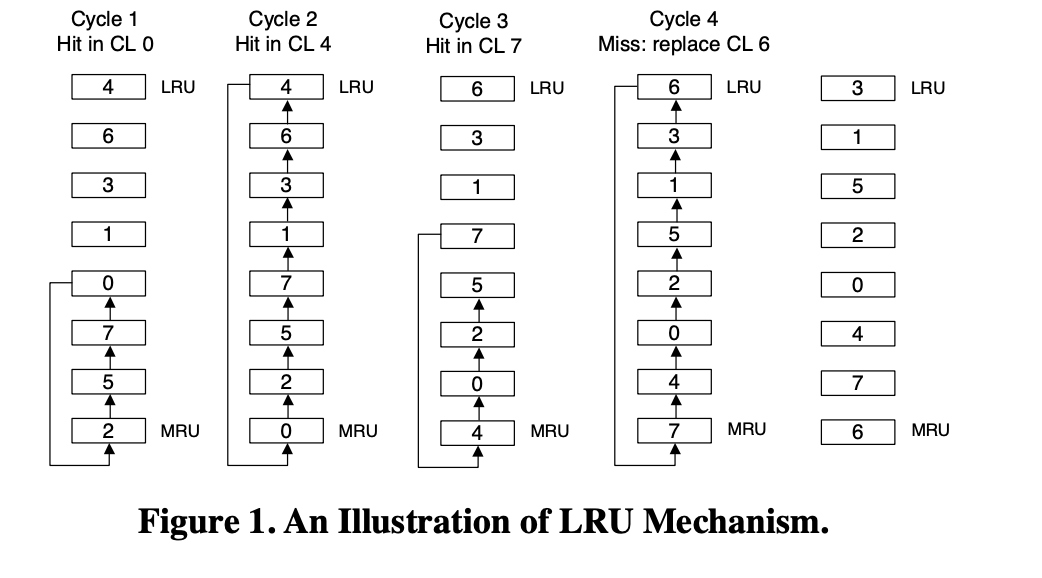 Cycle 1 Cycle 2 Cycle 3 Cycle 4
Hit in CL 0 Hit in CL 4 Hit in CL 7 Miss: replace CL 6
4 LRU 4 LRU 6 LRU 6 LRU 3 LRU
6 6 3 3 1
3 3 1 1 5
1 1 7 5 2
0 7 5 2 0
7 5 2 0 4
5 2 0 4 7
2 MRU 0 MRU 4 MRU 7 MRU 6 MRU
Figure 1. An Illustration of LRU Mechanism.